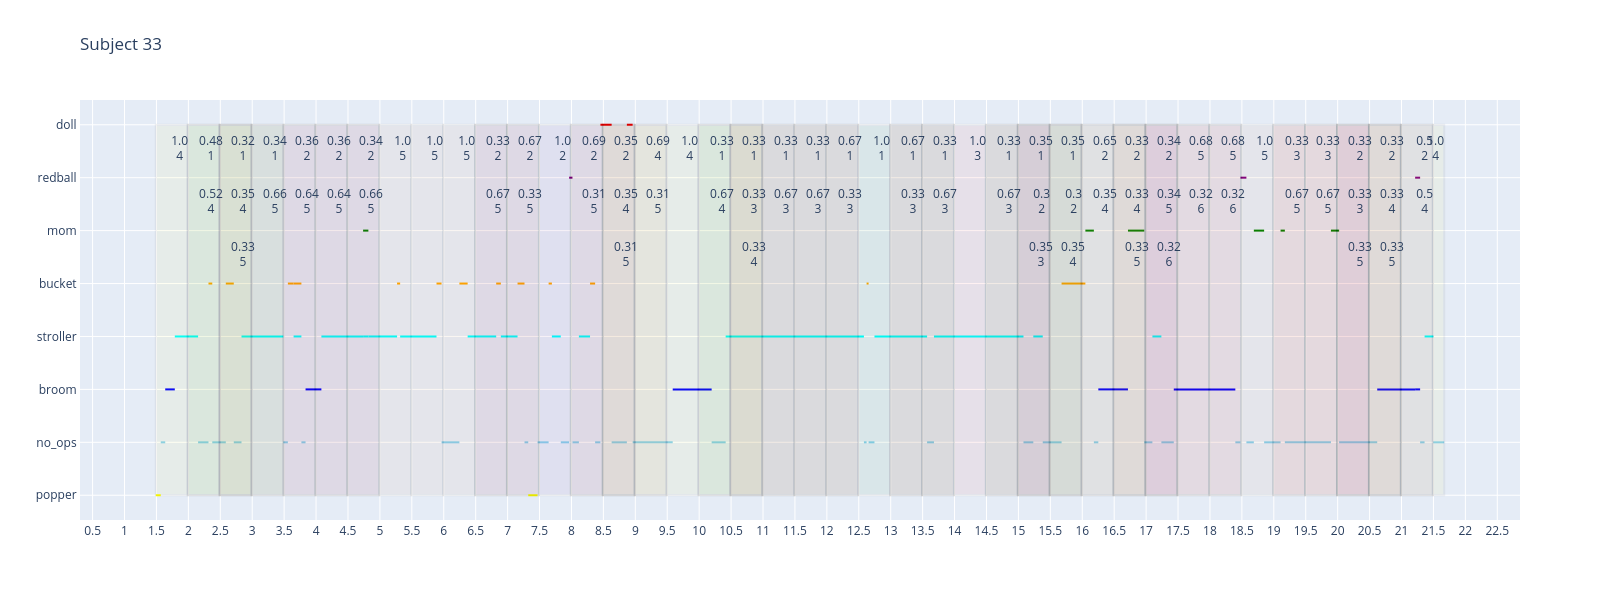 Subject 33
doll
1.0 0.48 0.32 0.34 0.36 0.36 0.34 1.0 1.0 1.0 0.33 0.67 1.0 0.69 0.35 0.69 1.0 0.33 0.33 0.33 0.33 0.67 1.0 0.67 0.33 1.0 0.33 0.35 0.35 0.65 0.33 0.34 0.68 0.68 1.0 0.33 0.33 0.33 0.33 0.5 1.0
4 1 1 1 2 2 2 5 5 5 2 2 2 2 2 4 4 1 1 1 1 1 1 1 1 3 1 1 1 2 2 2 5 5 5 3 3 2 2 2 4
redball
0.52 0.35 0.66 0.64 0.64 0.66 0.67 0.33 0.31 0.35 0.31 0.67 0.33 0.67 0.67 0.33 0.33 0.67 0.67 0.3 0.3 0.35 0.33 0.34 0.32 0.32 0.67 0.67 0.33 0.33 0.5
4 4 5 5 5 5 5 5 5 4 5 4 3 3 3 3 3 3 3 2 2 4 4 5 6 6 5 5 3 4 4
mom
0.33 0.31 0.33 0.35 0.35 0.33 0.32 0.33 0.33
5 5 4 3 4 5 6 5 5
bucket
stroller
broom
no_ops
popper
0.5 1 1.5 2 2.5 3 3.5 4 4.5 5 5.5 6 6.5 7 7.5 8 8.5 9 9.5 10 10.5 11 11.5 12 12.5 13 13.5 14 14.5 15 15.5 16 16.5 17 17.5 18 18.5 19 19.5 20 20.5 21 21.5 22 22.5